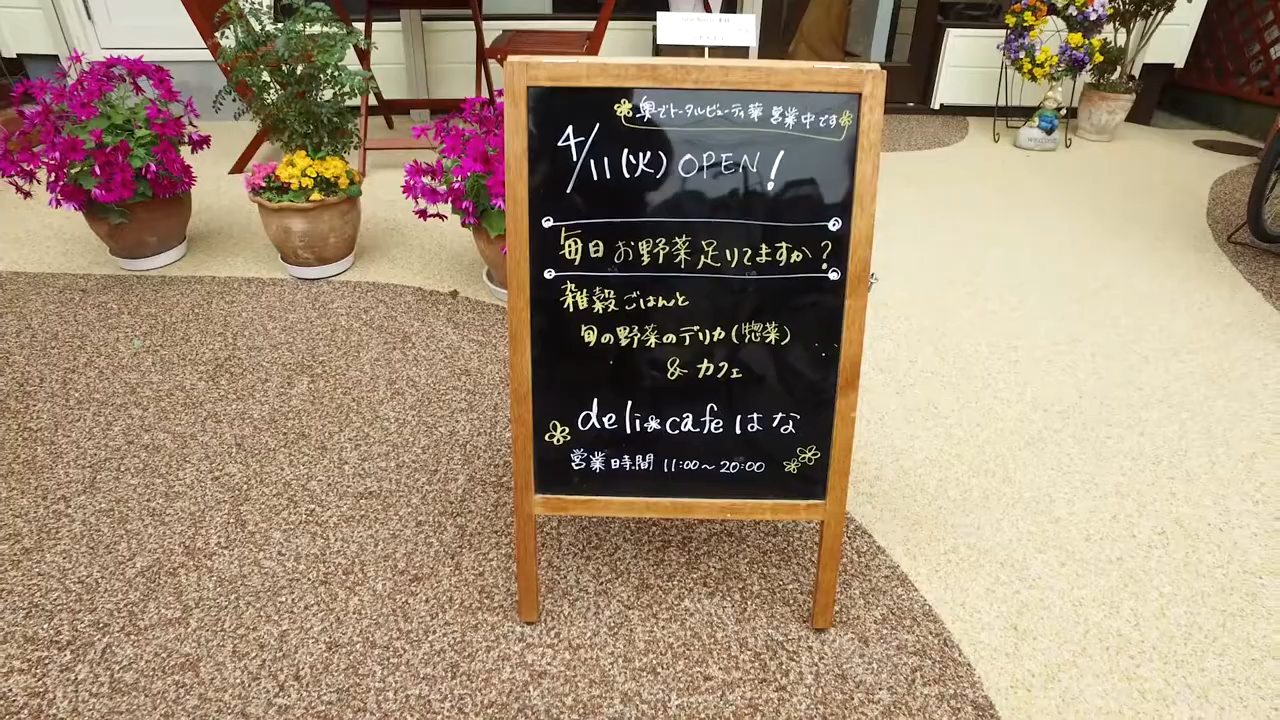 奥でトータルビューティ華 営業中です
4/11(火) OPEN!
毎日 お野菜足りてますか?
雑穀ごはんと
旬の野菜のデリカ(惣菜)
& カフェ
deli cafe はな
営業時間 11:00〜20:00